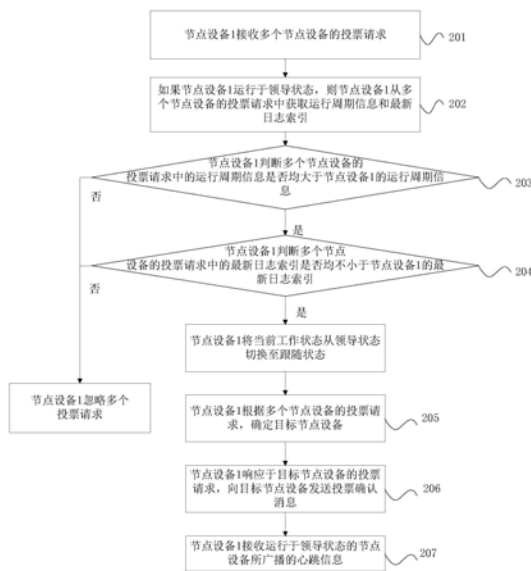 节点设备1接收多个节点设备的投票请求
201
如果节点设备1运行于领导状态，则节点设备1从多
个节点设备的投票请求中获取运行周期信息和最新
日志索引
202
节点设备1判断多个节点设备的
投票请求中的运行周期信息是否均大于节点设备1的运行周期信
息
203
否
是
节点设备1判断多个节点
设备的投票请求中的最新日志索引是否均不小于节点设备1的最
新日志索引
204
否
是
节点设备1将当前工作状态从领导状态
切换至跟随状态
节点设备1忽略多个
投票请求
节点设备1根据多个节点设备的投票请
求，确定目标节点设备
205
节点设备1响应于目标节点设备的投票
请求，向目标节点设备发送投票确认
消息
206
节点设备1接收运行于领导状态的节点
设备所广播的心跳信息
207